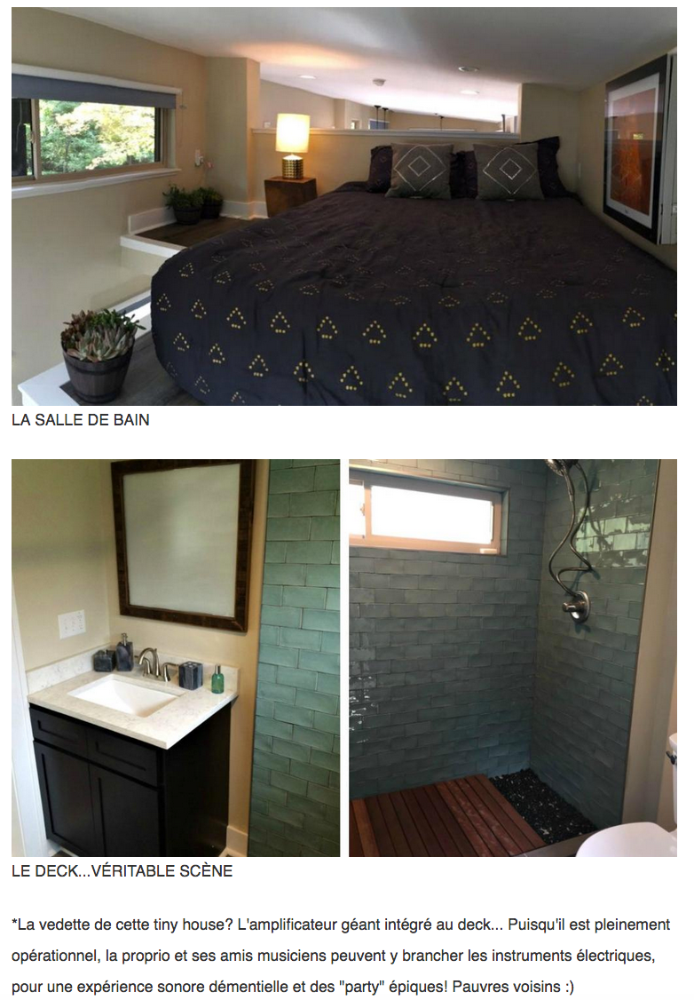 LA SALLE DE BAIN
LE DECK...VÉRITABLE SCÈNE
*La vedette de cette tiny house? L'amplificateur géant intégré au deck... Puisqu'il est pleinement
opérationnel, la proprio et ses amis musiciens peuvent y brancher les instruments électriques,
pour une expérience sonore démentielle et des "party" épiques! Pauvres voisins :)